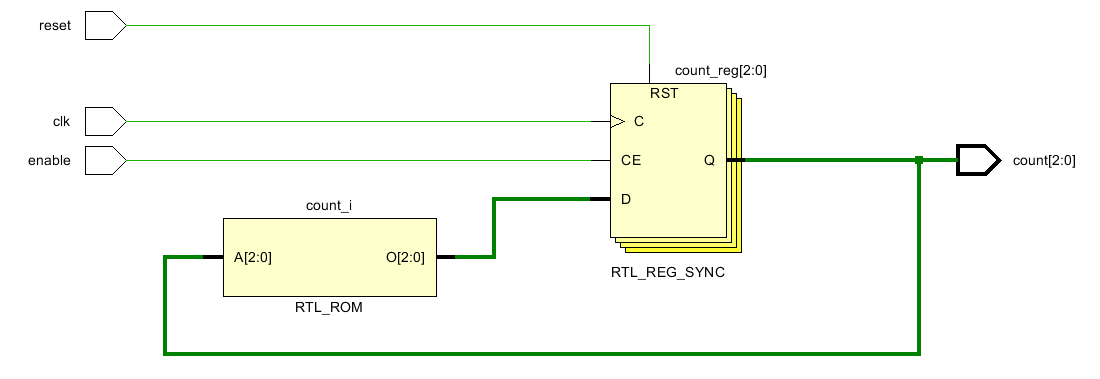 reset
count_reg[2:0]
RST
clk
C
enable
CE
Q
count[2:0]
D
count_i
A[2:0]
O[2:0]
RTL_REG_SYNC
RTL_ROM